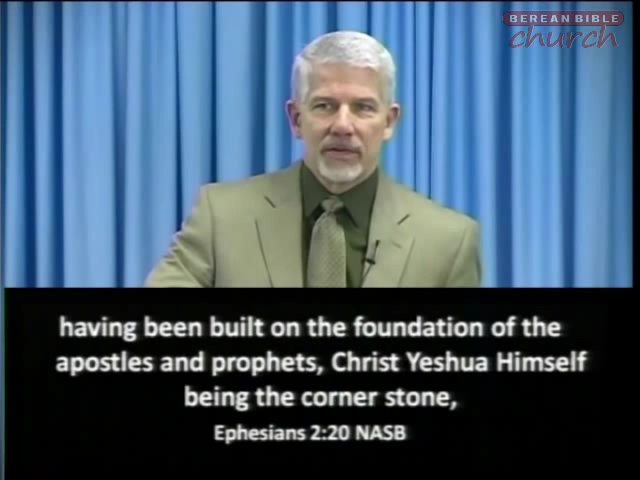 BEREAN BIBLE
church
having been built on the foundation of the
apostles and prophets, Christ Yeshua Himself
being the corner stone,
Ephesians 2:20 NASB